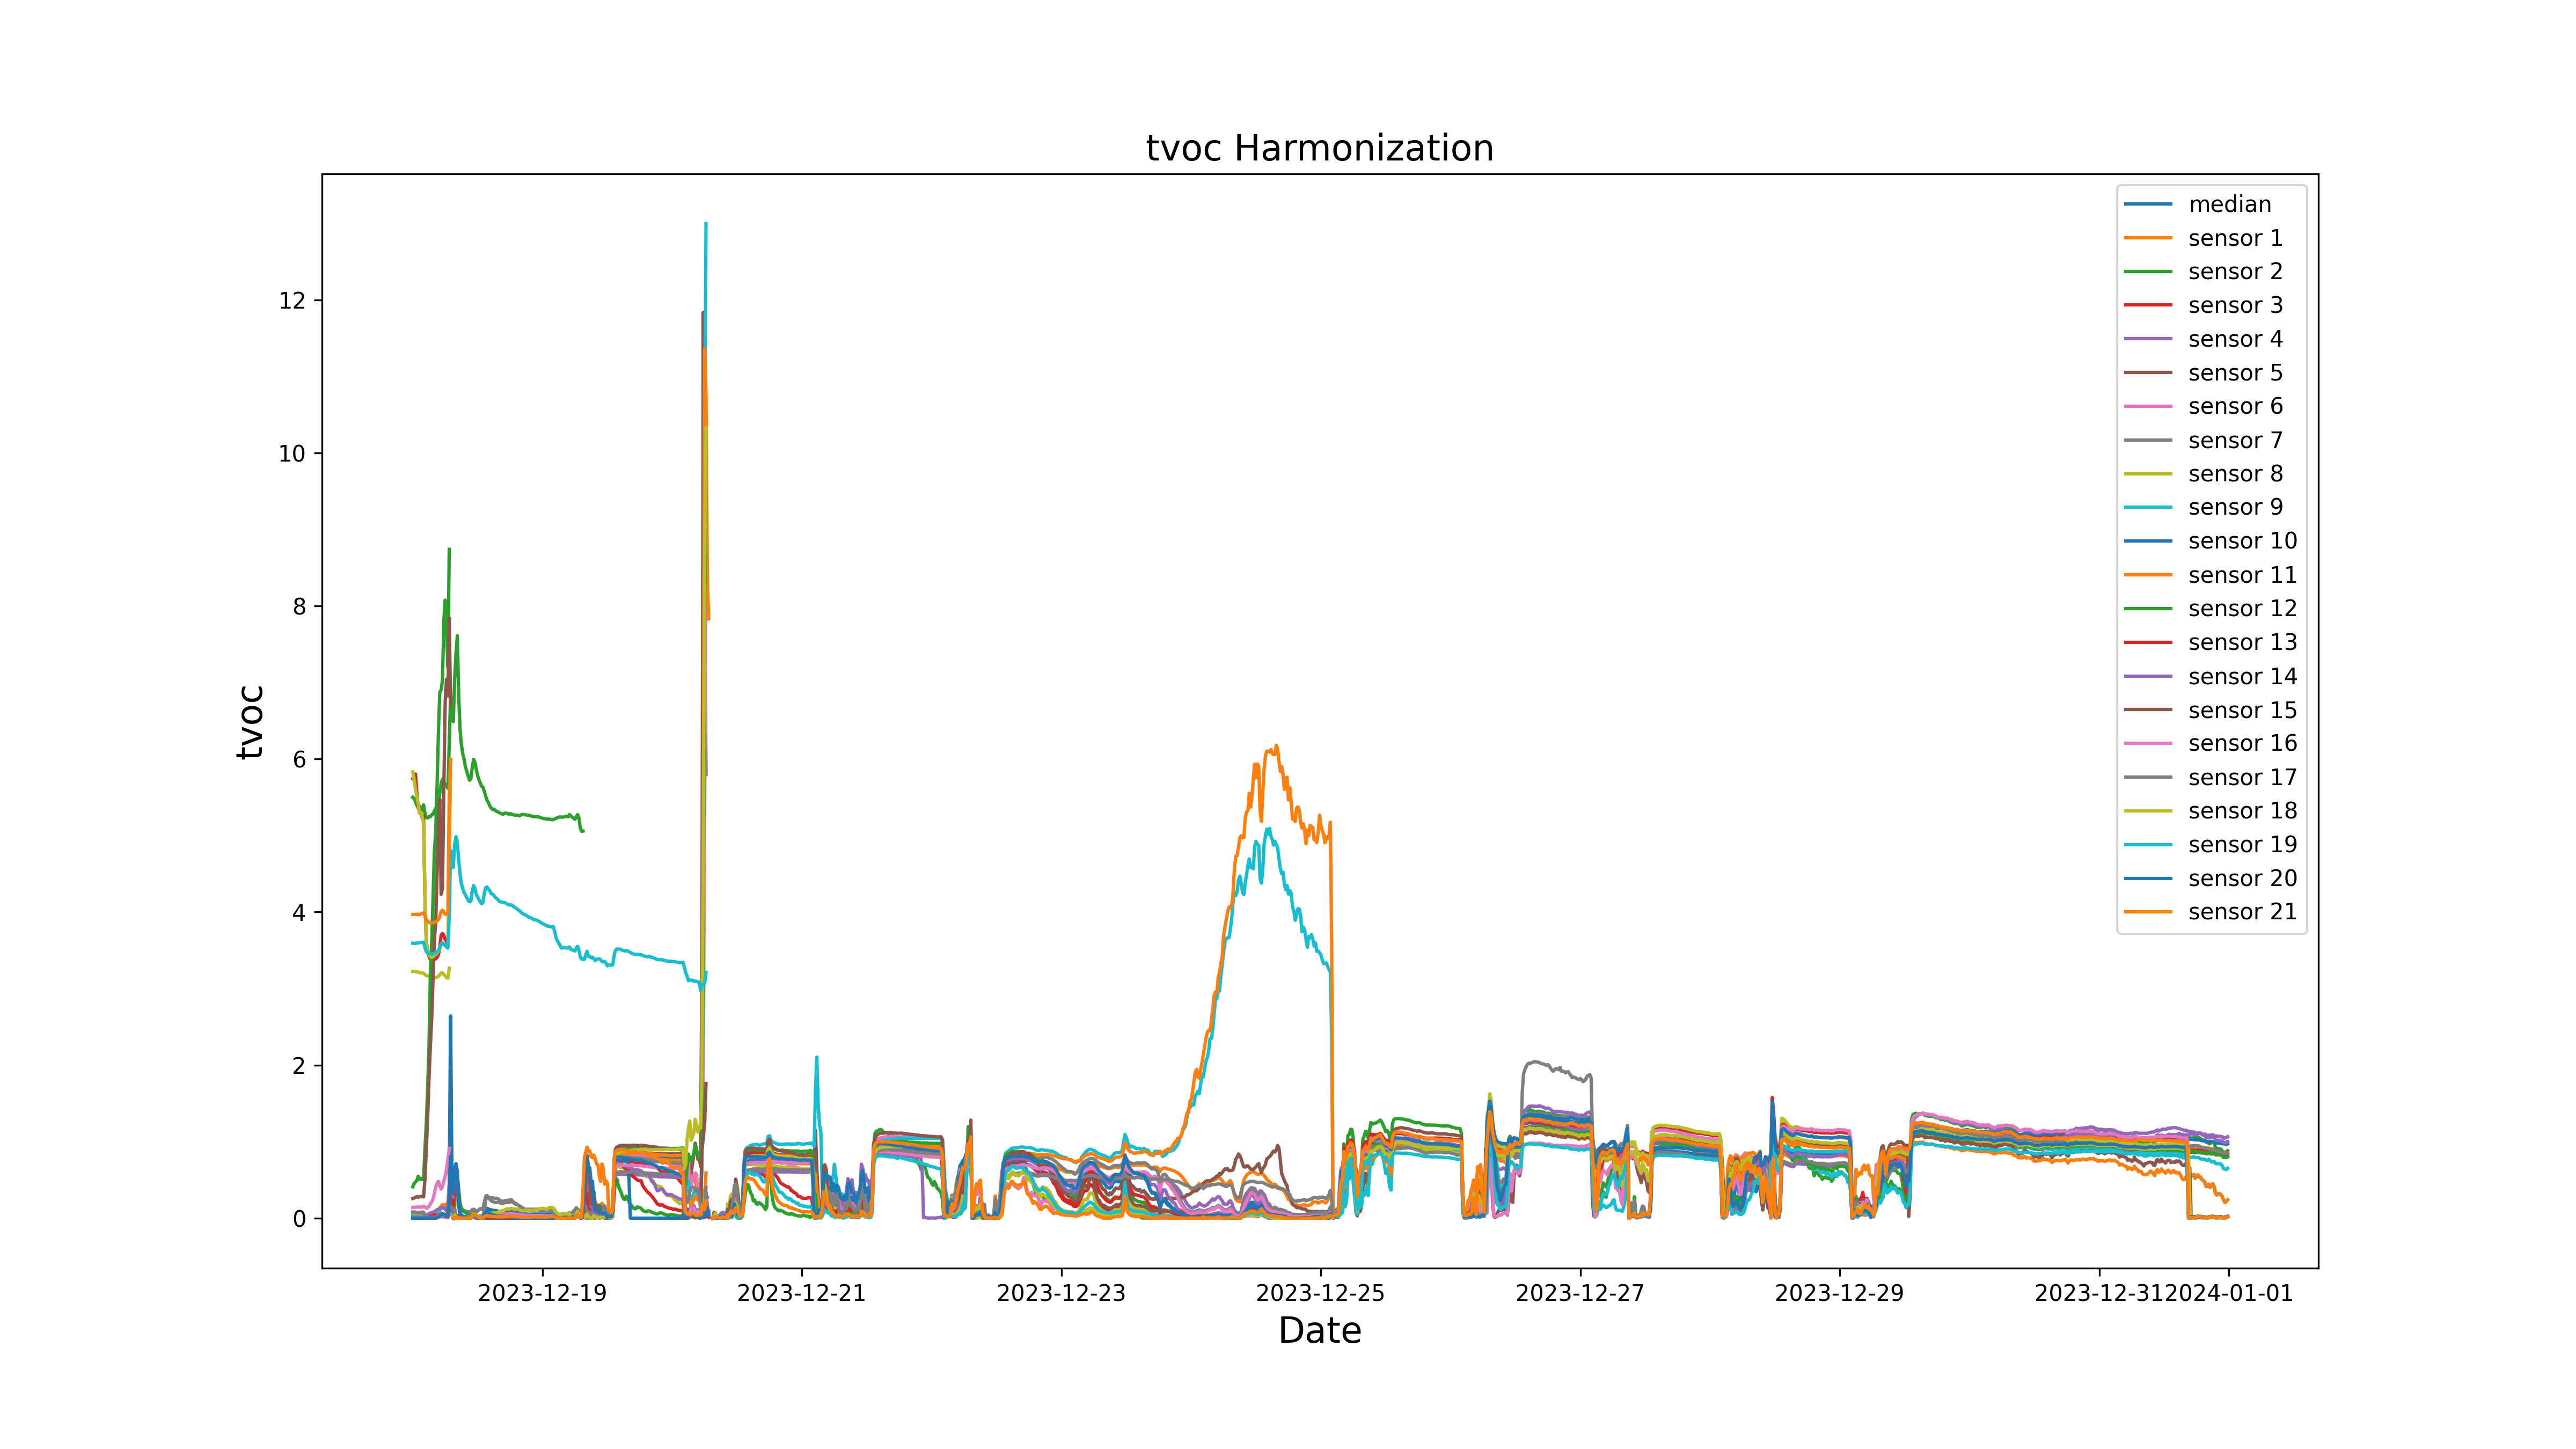 tvoc Harmonization
median
sensor 1
sensor 2
sensor 3
sensor 4
sensor 5
sensor 6
sensor 7
sensor 8
sensor 9
sensor 10
sensor 11
sensor 12
sensor 13
sensor 14
sensor 15
sensor 16
sensor 17
sensor 18
sensor 19
sensor 20
sensor 21
tvoc
12
10
8
6
4
2
0
2023-12-19 2023-12-21 2023-12-23 2023-12-25 2023-12-27 2023-12-29 2023-12-31 2024-01-01
Date